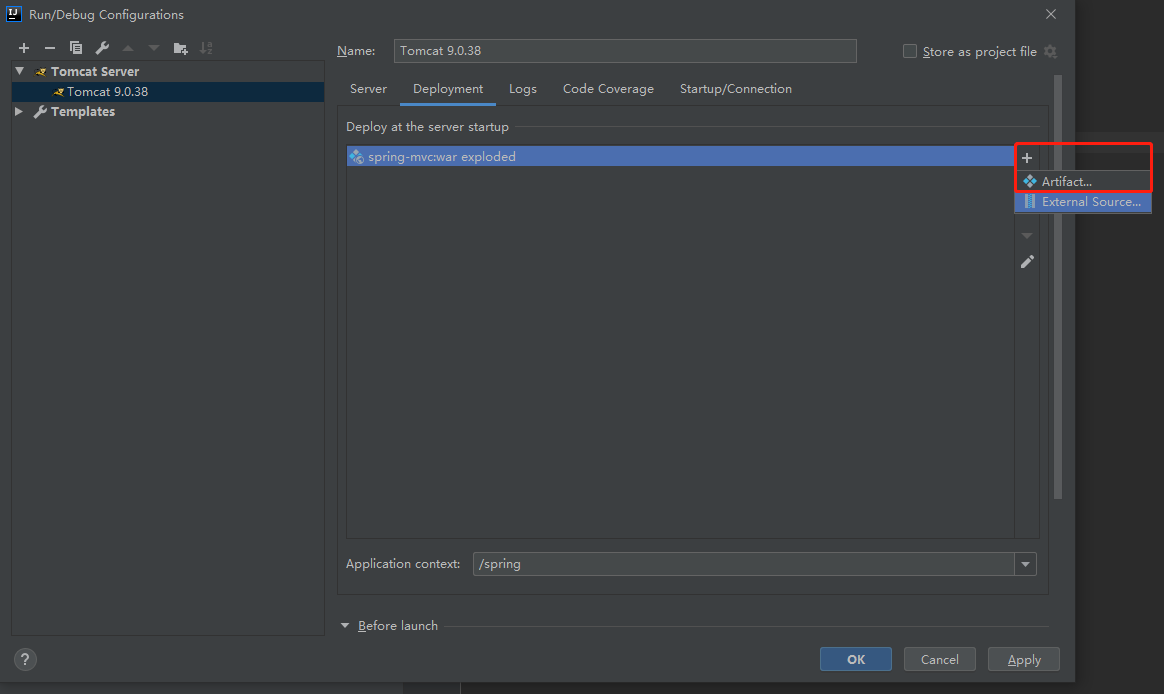 Run/Debug Configurations
Tomcat Server
Tomcat 9.0.38
Templates
Name: Tomcat 9.0.38 Store as project file
Server Deployment Logs Code Coverage Startup/Connection
Deploy at the server startup
spring-mvc:war exploded
Artifact...
External Source...
Application context: /spring
Before launch
? OK Cancel Apply